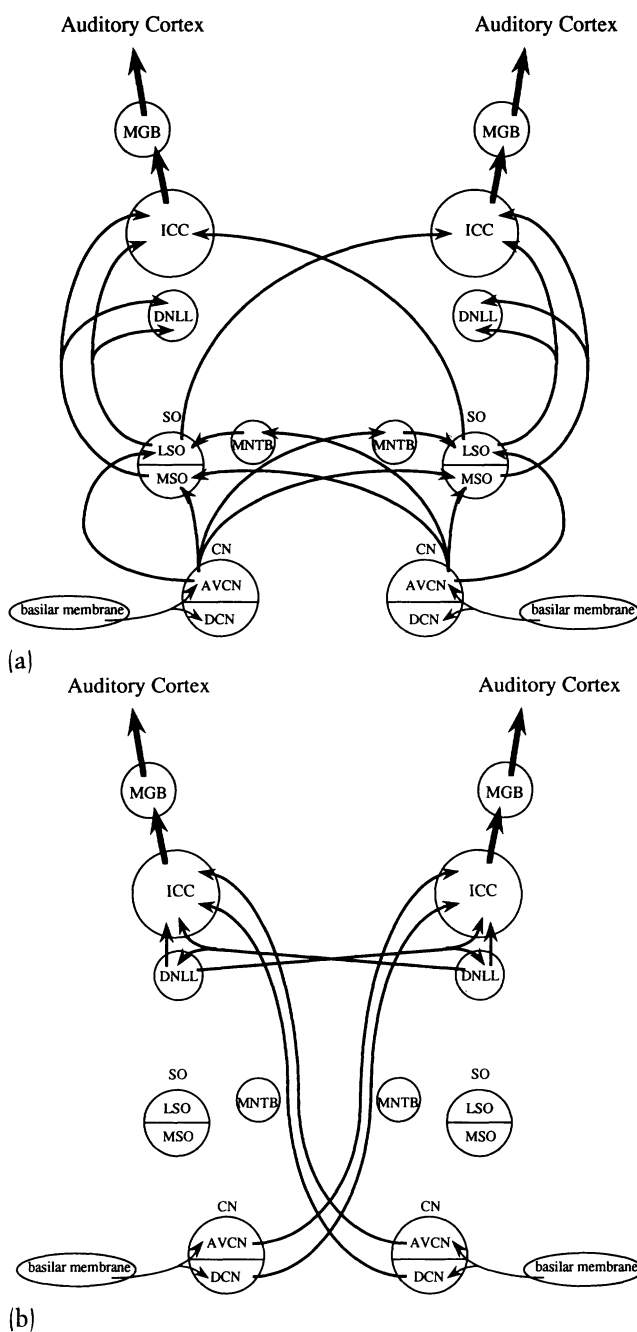 Auditory Cortex Auditory Cortex
MGB MGB
ICC ICC
DNLL DNLL
SO SO
LSO MNTB MNTB LSO
MSO MSO
CN CN
AVCN AVCN
basilar membrane DCN DCN basilar membrane
(a)
Auditory Cortex Auditory Cortex
MGB MGB
ICC ICC
DNLL DNLL
SO SO
LSO MNTB MNTB LSO
MSO MSO
CN CN
AVCN AVCN
basilar membrane DCN DCN basilar membrane
(b)